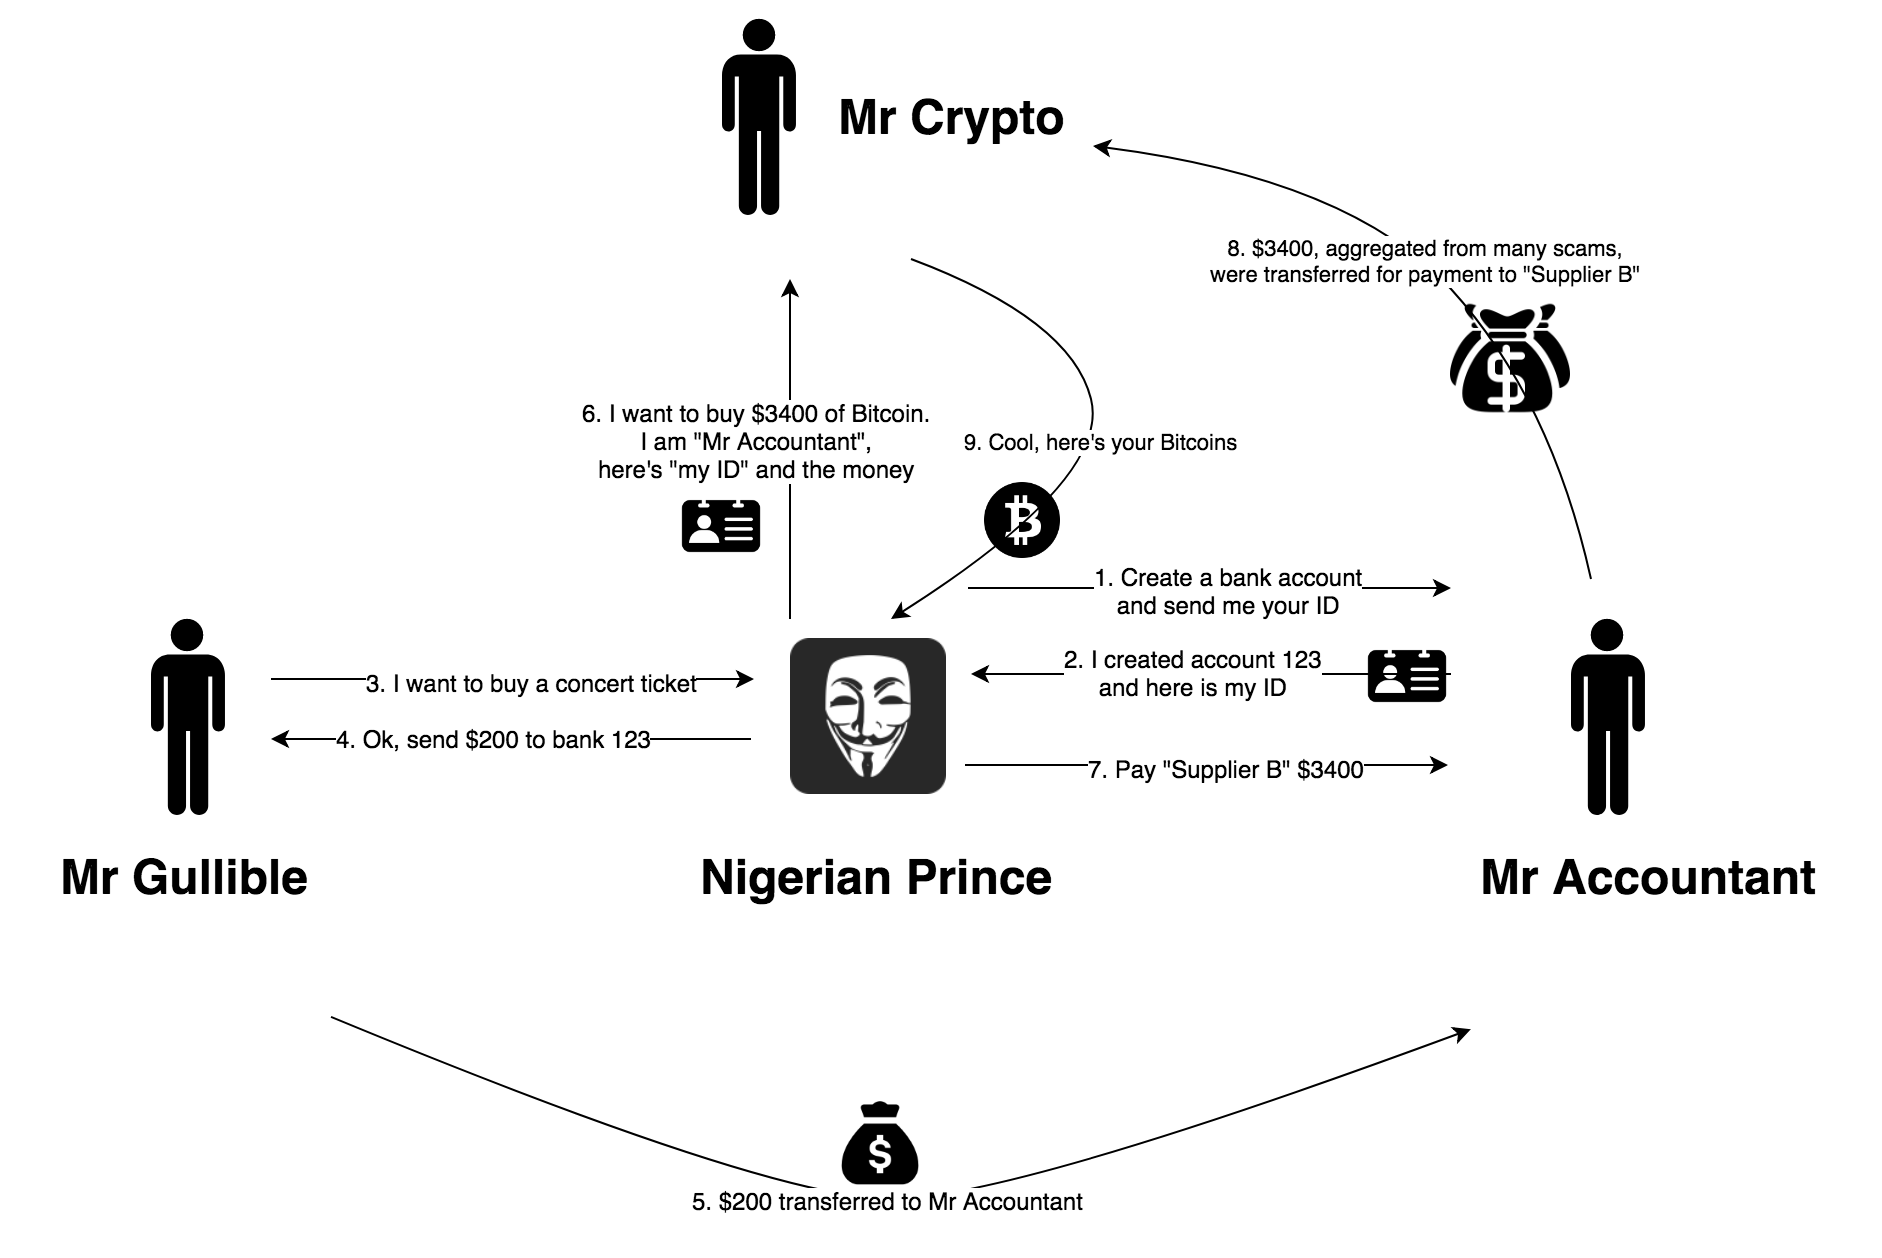 Mr Crypto
8. $3400, aggregated from many scams,
were transferred for payment to "Supplier B"
6. I want to buy $3400 of Bitcoin.
I am "Mr Accountant",
here's "my ID" and the money
9. Cool, here's your Bitcoins
1. Create a bank account
and send me your ID
2. I created account 123
and here is my ID
3. I want to buy a concert ticket
4. Ok, send $200 to bank 123
7. Pay "Supplier B" $3400
Mr Gullible
Nigerian Prince
Mr Accountant
5. $200 transferred to Mr Accountant